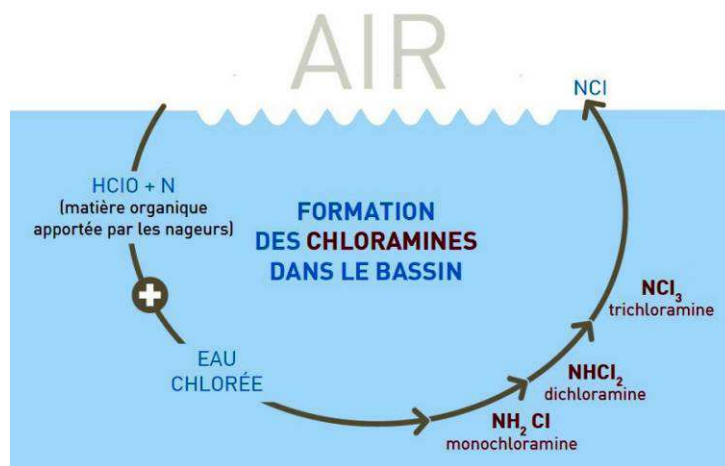 AIR
NCl
HClO + N
(matière organique
apportée par les nageurs)
FORMATION
DES CHLORAMINES
DANS LE BASSIN
EAU
CHLORÉE
NCl₃
trichloramine
NHCl₂
dichloramine
NH₂ Cl
monochloramine